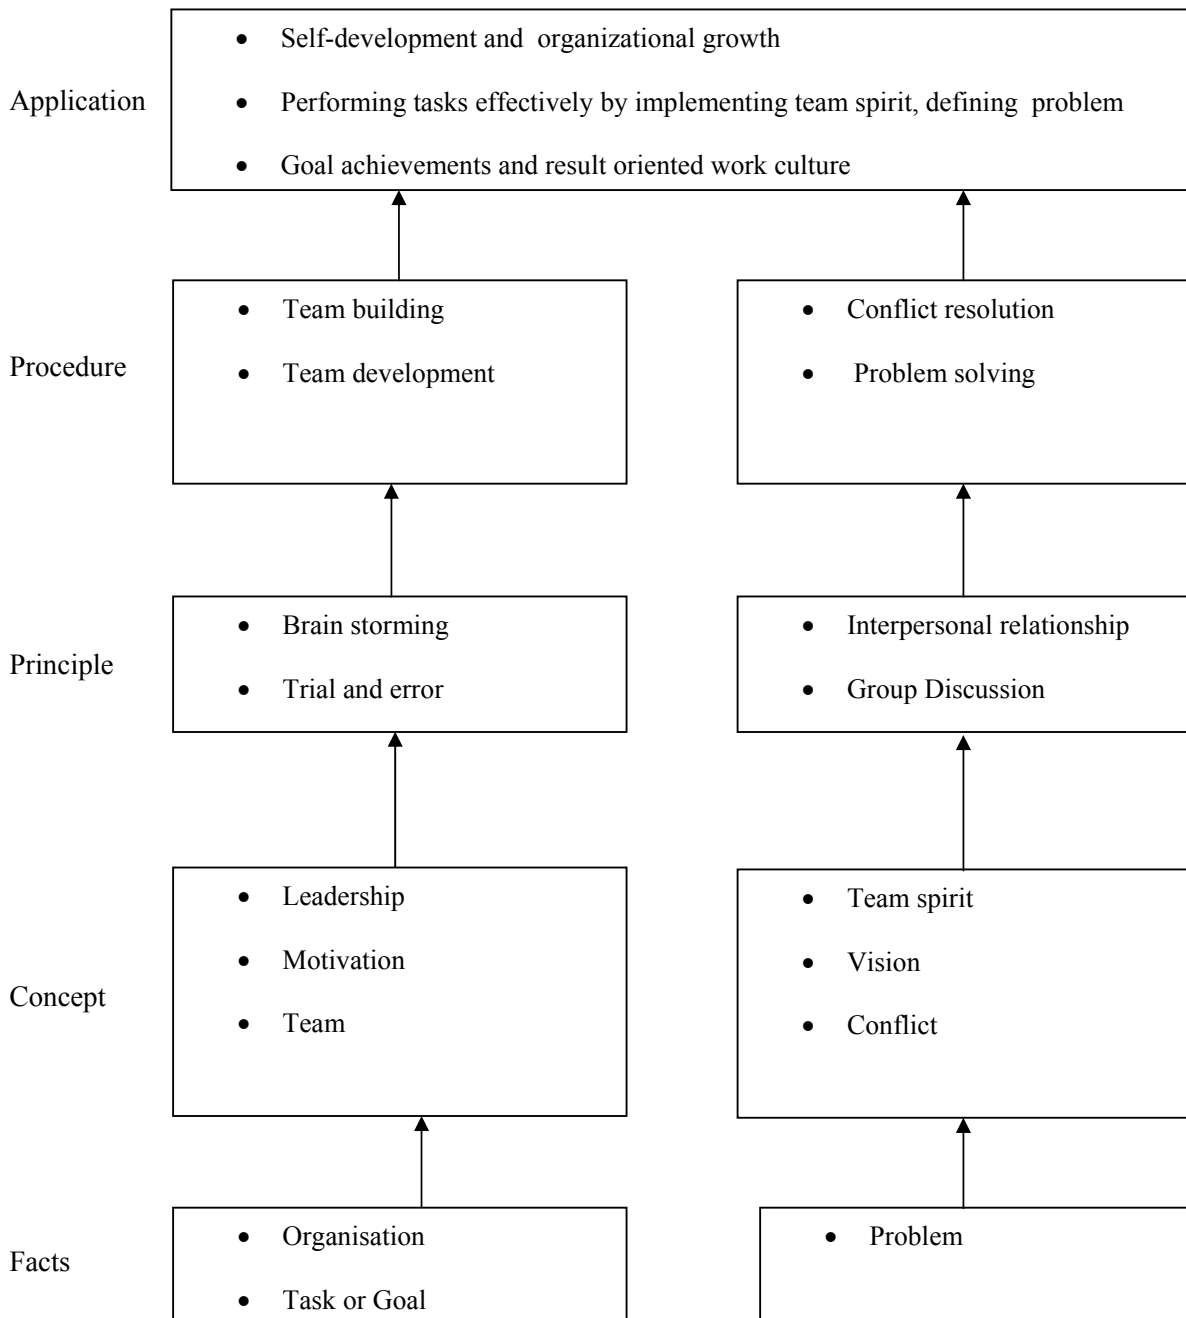 • Self-development and organizational growth
Application
• Performing tasks effectively by implementing team spirit, defining problem
• Goal achievements and result oriented work culture
Procedure
• Team building
• Team development
• Conflict resolution
• Problem solving
Principle
• Brain storming
• Trial and error
• Interpersonal relationship
• Group Discussion
Concept
• Leadership
• Motivation
• Team
• Team spirit
• Vision
• Conflict
Facts
• Organisation
• Task or Goal
• Problem